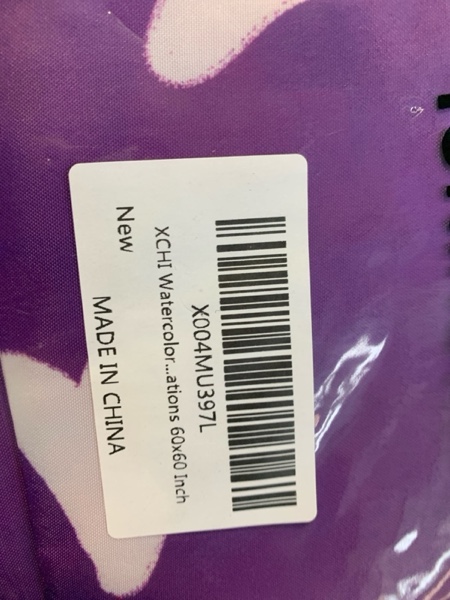 X004MU397L
XCHI Watercolor...ations 60x60 Inch
New
MADE IN CHINA